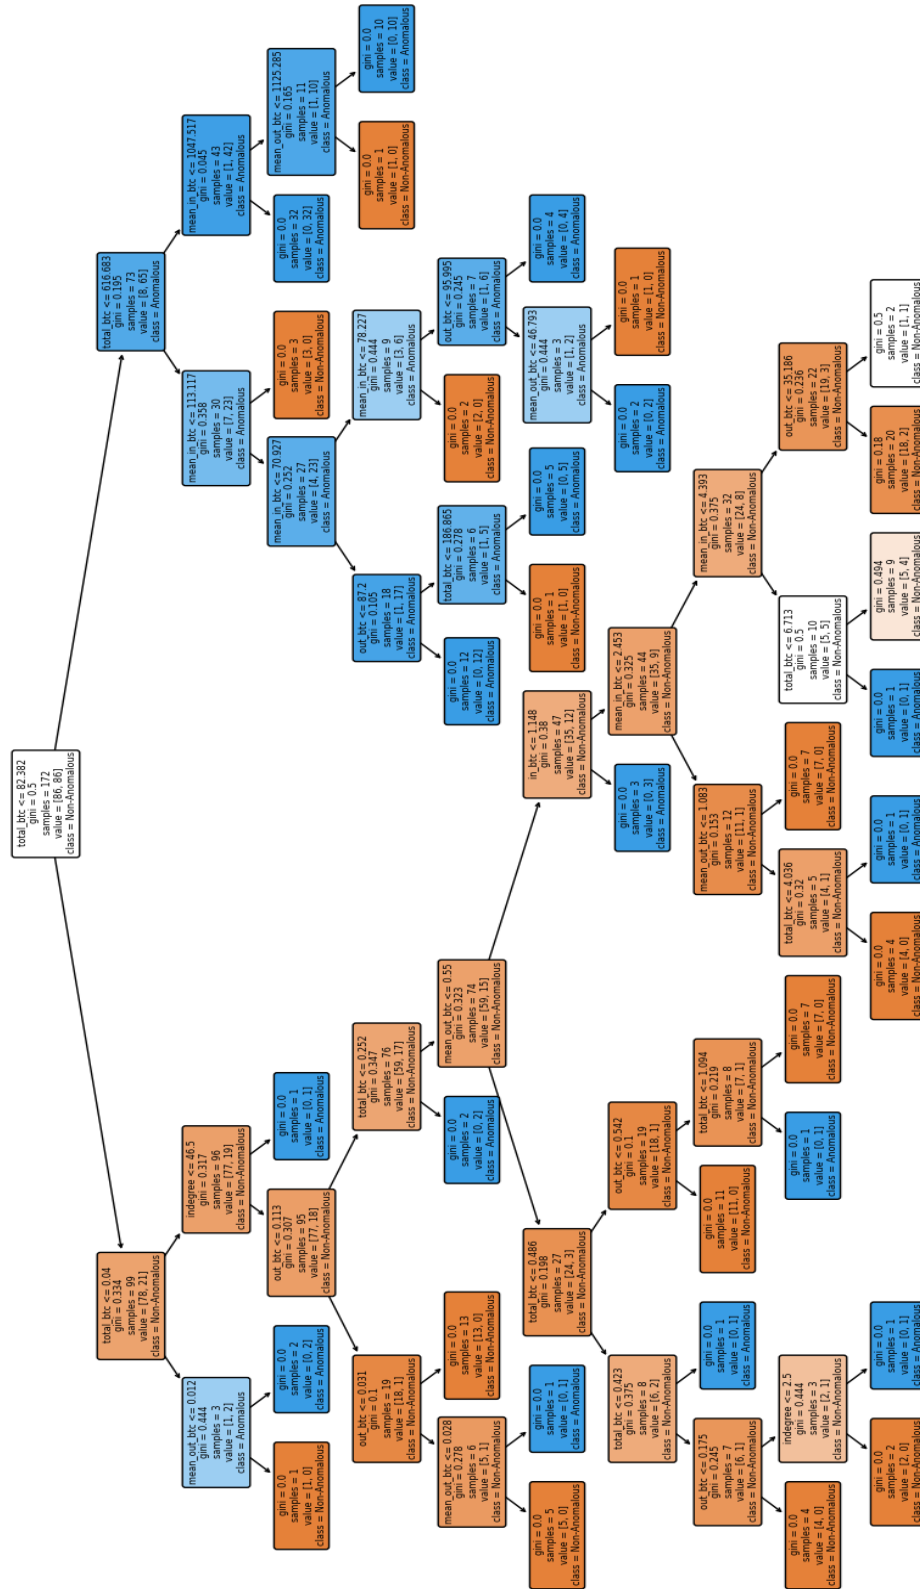 total_btc <= 82.382
gini = 0.5
samples = 172
value = [86, 86]
class = Non-Anomalous
total_btc <= 0.04
gini = 0.334
samples = 99
value = [78, 21]
class = Non-Anomalous
total_btc <= 616.683
gini = 0.195
samples = 73
value = [8, 65]
class = Anomalous
mean_out_btc <= 0.012
gini = 0.444
samples = 3
value = [1, 2]
class = Anomalous
indegree <= 46.5
gini = 0.317
samples = 96
value = [77, 19]
class = Non-Anomalous
mean_in_btc <= 113.117
gini = 0.358
samples = 30
value = [7, 23]
class = Anomalous
mean_in_btc <= 1047.517
gini = 0.045
samples = 43
value = [1, 42]
class = Anomalous
gini = 0.0
samples = 1
value = [1, 0]
class = Non-Anomalous
gini = 0.0
samples = 2
value = [0, 2]
class = Anomalous
out_btc <= 0.113
gini = 0.307
samples = 95
value = [77, 18]
class = Non-Anomalous
gini = 0.0
samples = 1
value = [0, 1]
class = Anomalous
mean_in_btc <= 70.927
gini = 0.252
samples = 27
value = [4, 23]
class = Anomalous
gini = 0.0
samples = 3
value = [3, 0]
class = Non-Anomalous
gini = 0.0
samples = 32
value = [0, 32]
class = Anomalous
mean_out_btc <= 1125.285
gini = 0.165
samples = 11
value = [1, 10]
class = Anomalous
out_btc <= 0.031
gini = 0.1
samples = 19
value = [18, 1]
class = Non-Anomalous
total_btc <= 0.252
gini = 0.347
samples = 76
value = [59, 17]
class = Non-Anomalous
out_btc <= 87.2
gini = 0.105
samples = 18
value = [1, 17]
class = Anomalous
mean_in_btc <= 78.227
gini = 0.444
samples = 9
value = [3, 6]
class = Anomalous
gini = 0.0
samples = 1
value = [1, 0]
class = Non-Anomalous
gini = 0.0
samples = 10
value = [0, 10]
class = Anomalous
mean_out_btc <= 0.028
gini = 0.278
samples = 6
value = [5, 1]
class = Non-Anomalous
gini = 0.0
samples = 13
value = [13, 0]
class = Non-Anomalous
gini = 0.0
samples = 2
value = [0, 2]
class = Anomalous
mean_out_btc <= 0.55
gini = 0.323
samples = 74
value = [59, 15]
class = Non-Anomalous
gini = 0.0
samples = 12
value = [0, 12]
class = Anomalous
total_btc <= 186.865
gini = 0.278
samples = 6
value = [1, 5]
class = Anomalous
gini = 0.0
samples = 2
value = [2, 0]
class = Non-Anomalous
out_btc <= 95.995
gini = 0.245
samples = 7
value = [1, 6]
class = Anomalous
gini = 0.0
samples = 5
value = [5, 0]
class = Non-Anomalous
gini = 0.0
samples = 1
value = [0, 1]
class = Anomalous
total_btc <= 0.486
gini = 0.198
samples = 27
value = [24, 3]
class = Non-Anomalous
in_btc <= 1.148
gini = 0.38
samples = 47
value = [35, 12]
class = Non-Anomalous
gini = 0.0
samples = 1
value = [1, 0]
class = Non-Anomalous
gini = 0.0
samples = 5
value = [0, 5]
class = Anomalous
mean_out_btc <= 46.793
gini = 0.444
samples = 3
value = [1, 2]
class = Anomalous
gini = 0.0
samples = 4
value = [0, 4]
class = Anomalous
total_btc <= 0.423
gini = 0.375
samples = 8
value = [6, 2]
class = Non-Anomalous
out_btc <= 0.542
gini = 0.1
samples = 19
value = [18, 1]
class = Non-Anomalous
gini = 0.0
samples = 3
value = [0, 3]
class = Anomalous
mean_in_btc <= 2.453
gini = 0.325
samples = 44
value = [35, 9]
class = Non-Anomalous
gini = 0.0
samples = 2
value = [0, 2]
class = Anomalous
gini = 0.0
samples = 1
value = [1, 0]
class = Non-Anomalous
out_btc <= 0.175
gini = 0.245
samples = 7
value = [6, 1]
class = Non-Anomalous
gini = 0.0
samples = 1
value = [0, 1]
class = Anomalous
gini = 0.0
samples = 11
value = [11, 0]
class = Non-Anomalous
total_btc <= 1.094
gini = 0.219
samples = 8
value = [7, 1]
class = Non-Anomalous
mean_out_btc <= 1.083
gini = 0.153
samples = 12
value = [11, 1]
class = Non-Anomalous
mean_in_btc <= 4.393
gini = 0.375
samples = 32
value = [24, 8]
class = Non-Anomalous
gini = 0.0
samples = 4
value = [4, 0]
class = Non-Anomalous
indegree <= 2.5
gini = 0.444
samples = 3
value = [2, 1]
class = Non-Anomalous
gini = 0.0
samples = 1
value = [0, 1]
class = Anomalous
gini = 0.0
samples = 7
value = [7, 0]
class = Non-Anomalous
total_btc <= 4.036
gini = 0.32
samples = 5
value = [4, 1]
class = Non-Anomalous
gini = 0.0
samples = 7
value = [7, 0]
class = Non-Anomalous
total_btc <= 6.713
gini = 0.5
samples = 10
value = [5, 5]
class = Non-Anomalous
out_btc <= 35.186
gini = 0.236
samples = 22
value = [19, 3]
class = Non-Anomalous
gini = 0.0
samples = 2
value = [2, 0]
class = Non-Anomalous
gini = 0.0
samples = 1
value = [0, 1]
class = Anomalous
gini = 0.0
samples = 4
value = [4, 0]
class = Non-Anomalous
gini = 0.0
samples = 1
value = [0, 1]
class = Anomalous
gini = 0.0
samples = 1
value = [0, 1]
class = Anomalous
gini = 0.494
samples = 9
value = [5, 4]
class = Non-Anomalous
gini = 0.18
samples = 20
value = [18, 2]
class = Non-Anomalous
gini = 0.5
samples = 2
value = [1, 1]
class = Non-Anomalous